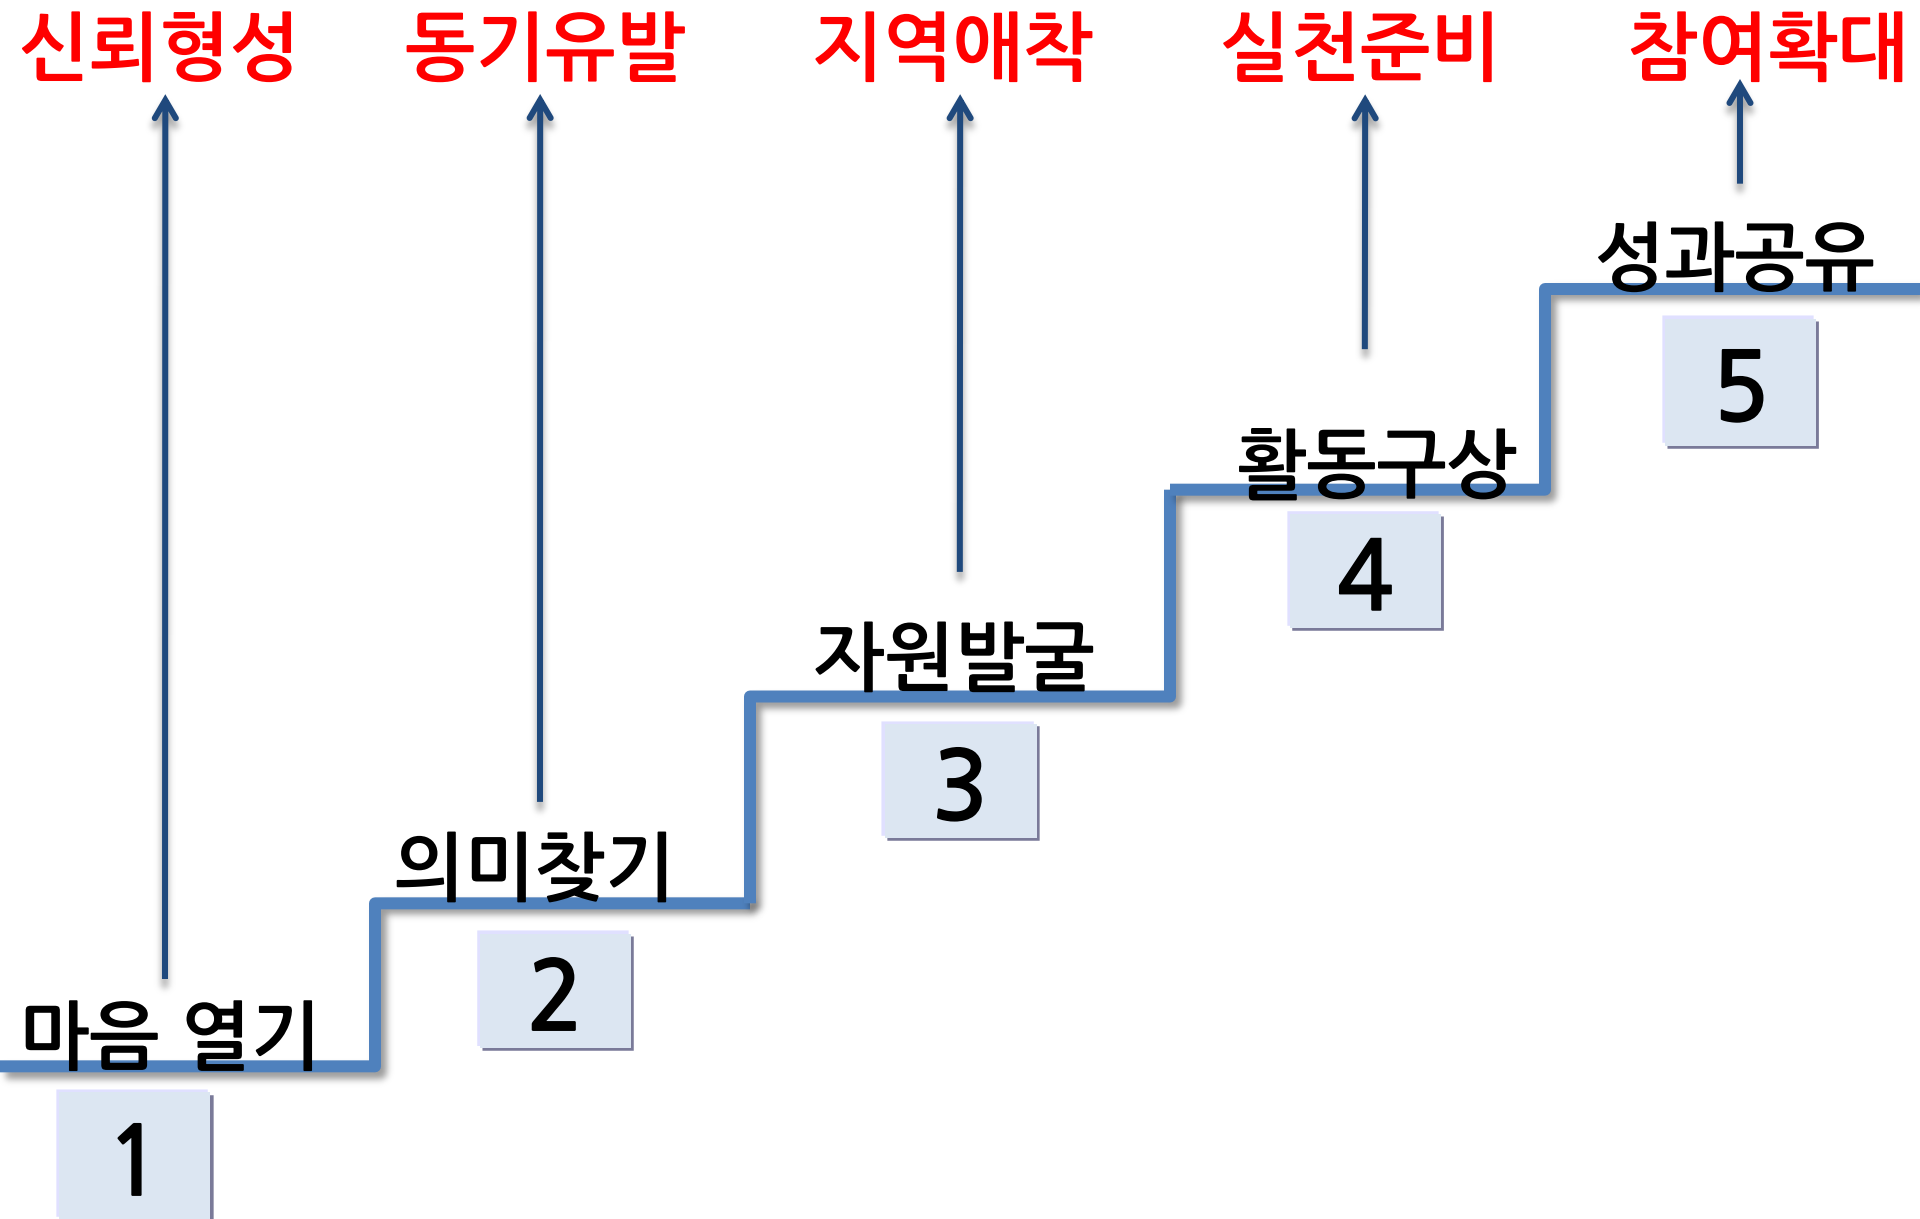 신뢰형성
동기유발
지역애착
실천준비
참여확대
성과공유
5
활동구상
4
자원발굴
3
의미찾기
2
마음 열기
1